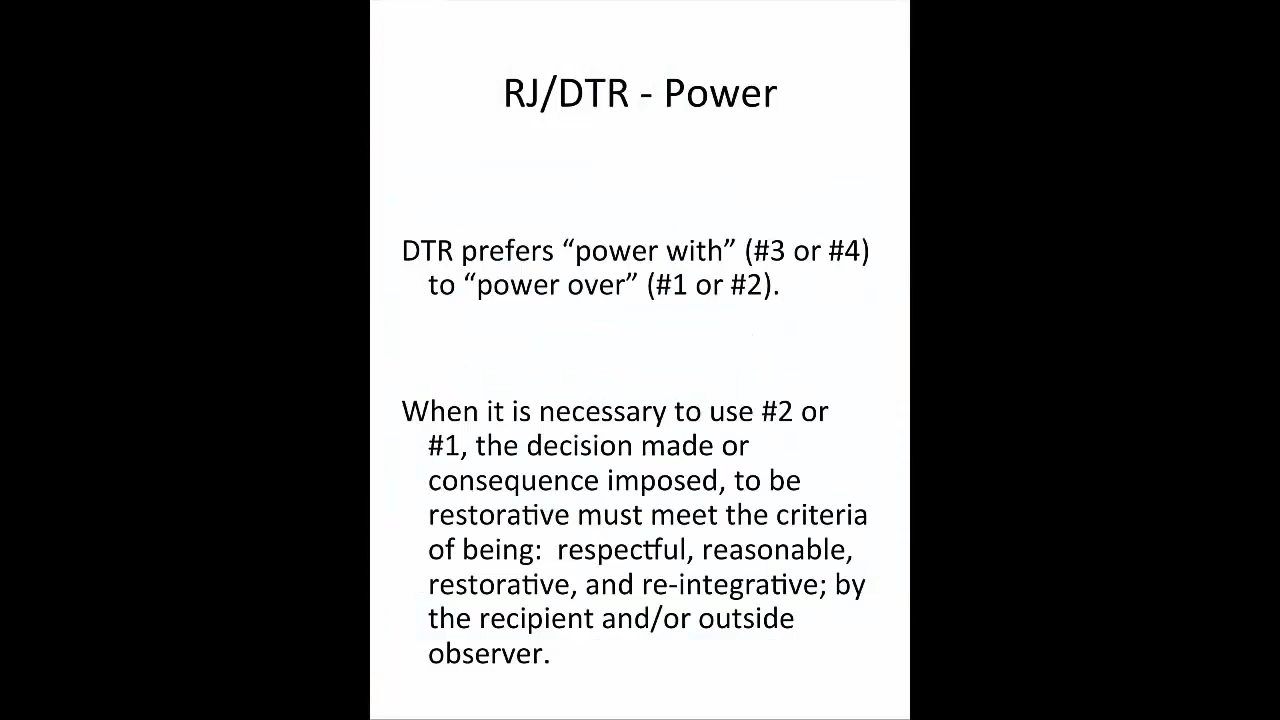 RJ/DTR - Power
DTR prefers “power with” (#3 or #4)
to “power over” (#1 or #2).
When it is necessary to use #2 or
#1, the decision made or
consequence imposed, to be
restorative must meet the criteria
of being:  respectful, reasonable,
restorative, and re-integrative; by
the recipient and/or outside
observer.